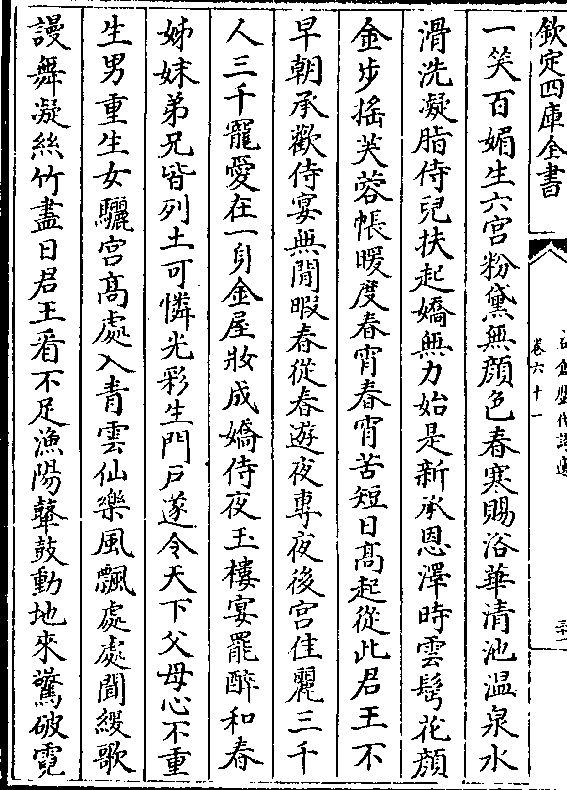 欽定四庫全書
卷六十一
一笑百媚生六宫粉黛無顔色春寒賜浴華清池温泉水
滑洗凝脂侍兒扶起嬌無力始是新承恩澤時雲髩花顔
金步搖芙蓉帳暖度春宵春宵苦短日髙起從此君王不
早朝承歡侍宴無閒暇春從春遊夜專夜後宫佳麗三千
人三千寵愛在一身金屋妝成嬌侍夜玉樓宴罷醉和春
姊妹弟兄皆列土可憐光彩生門戸遂令天下父母心不重
生男重生女驪宫髙處入青雲仙樂風飄處處聞緩歌
謾舞凝絲竹盡日君王看不足漁陽鼙鼓動地來驚破霓